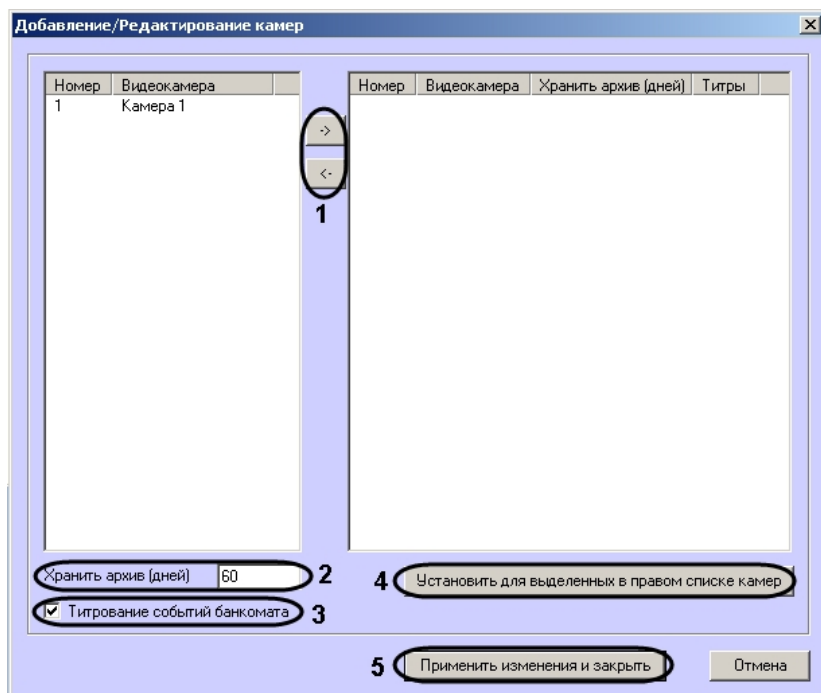 Добавление/Редактирование камер
Номер Видеокамера
1 Камера 1
->
<-
1
Номер Видеокамера Хранить архив (дней) Титры
Хранить архив (дней) 60 2
Титрование событий банкомата 3
4 Установить для выделенных в правом списке камер
5 Применить изменения и закрыть Отмена